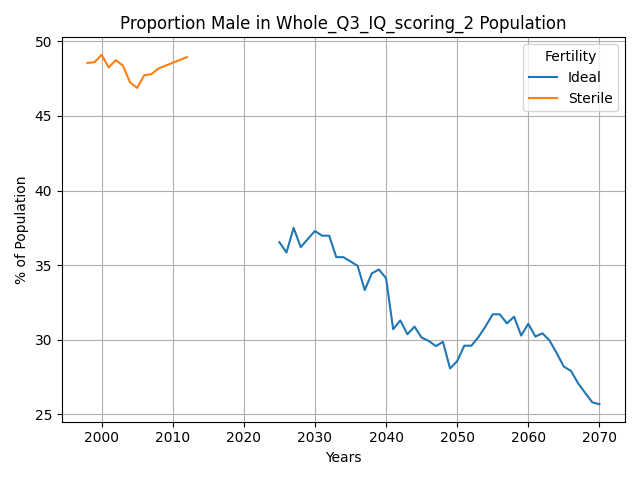 Proportion Male in Whole_Q3_IQ_scoring_2 Population
50
45
40
35
30
25
% of Population
Fertility
Ideal
Sterile
2000 2010 2020 2030 2040 2050 2060 2070
Years